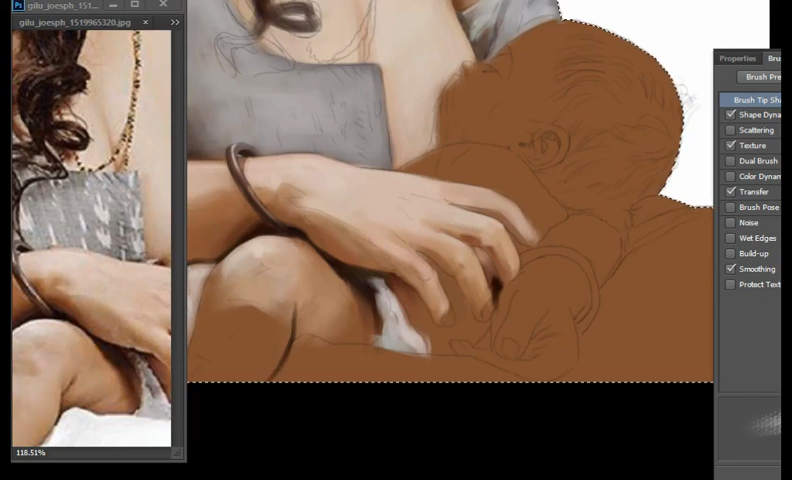 Ps gilu_joesph_151...
gilu_joesph_1519965320.jpg × >>
118.51%
Properties Bru
Brush Pre
Brush Tip Sha
Shape Dyna
Scattering
Texture
Dual Brush
Color Dynam
Transfer
Brush Pose
Noise
Wet Edges
Build-up
Smoothing
Protect Text